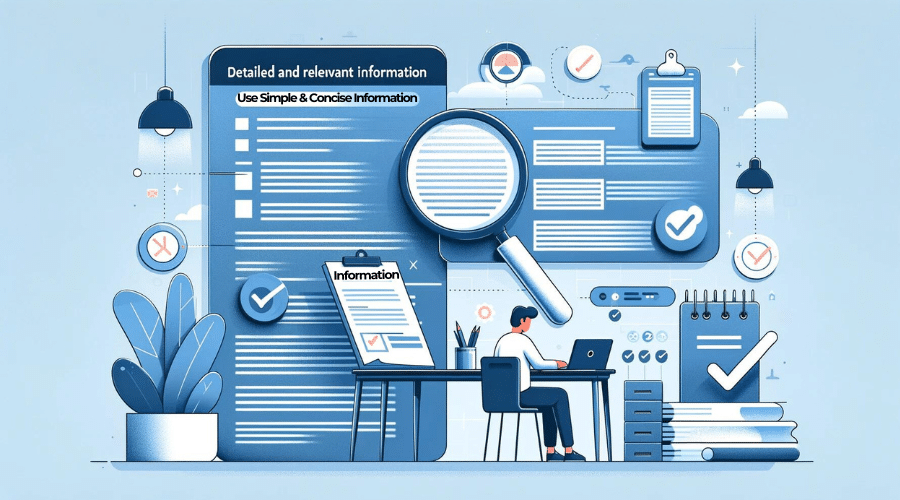 Detailed and relevant information
Use Simple & Concise Information
Information